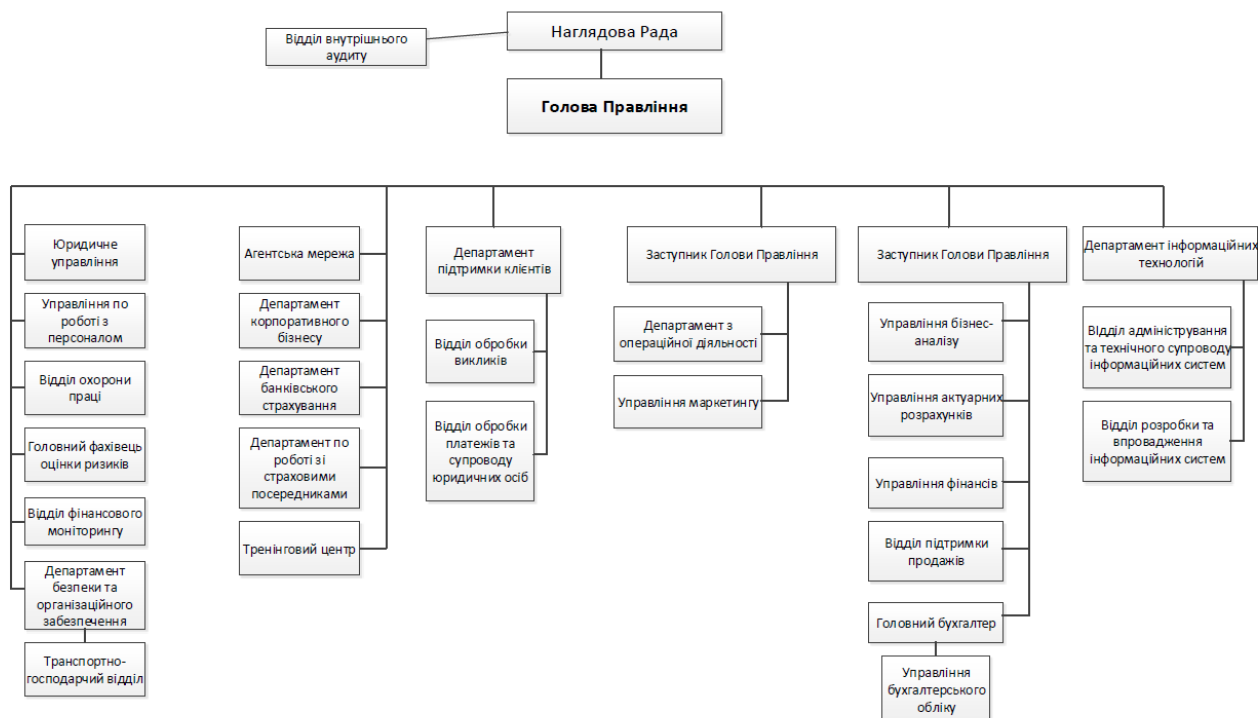 Наглядова Рада
Відділ внутрішнього
аудиту
Голова Правління
Юридичне
управління
Управління по
роботі з
персоналом
Відділ охорони
праці
Головний фахівець
оцінки ризиків
Відділ фінансового
моніторингу
Департамент
безпеки та
організаційного
забезпечення
Транспортно-
господарчий відділ
Агентська мережа
Департамент
корпоративного
бізнесу
Департамент
банківського
страхування
Департамент по
роботі зі
страховими
посередниками
Тренінговий центр
Департамент
підтримки клієнтів
Відділ обробки
викликів
Відділ обробки
платежів та
супроводу
юридичних осіб
Заступник Голови Правління
Департамент з
операційної діяльності
Управління маркетингу
Заступник Голови Правління
Управління бізнес-
аналізу
Управління актуарних
розрахунків
Управління фінансів
Відділ підтримки
продажів
Головний бухгалтер
Управління
бухгалтерського
обліку
Департамент інформаційних
технологій
Відділ адміністрування
та технічного супроводу
інформаційних систем
Відділ розробки та
впровадження
інформаційних систем